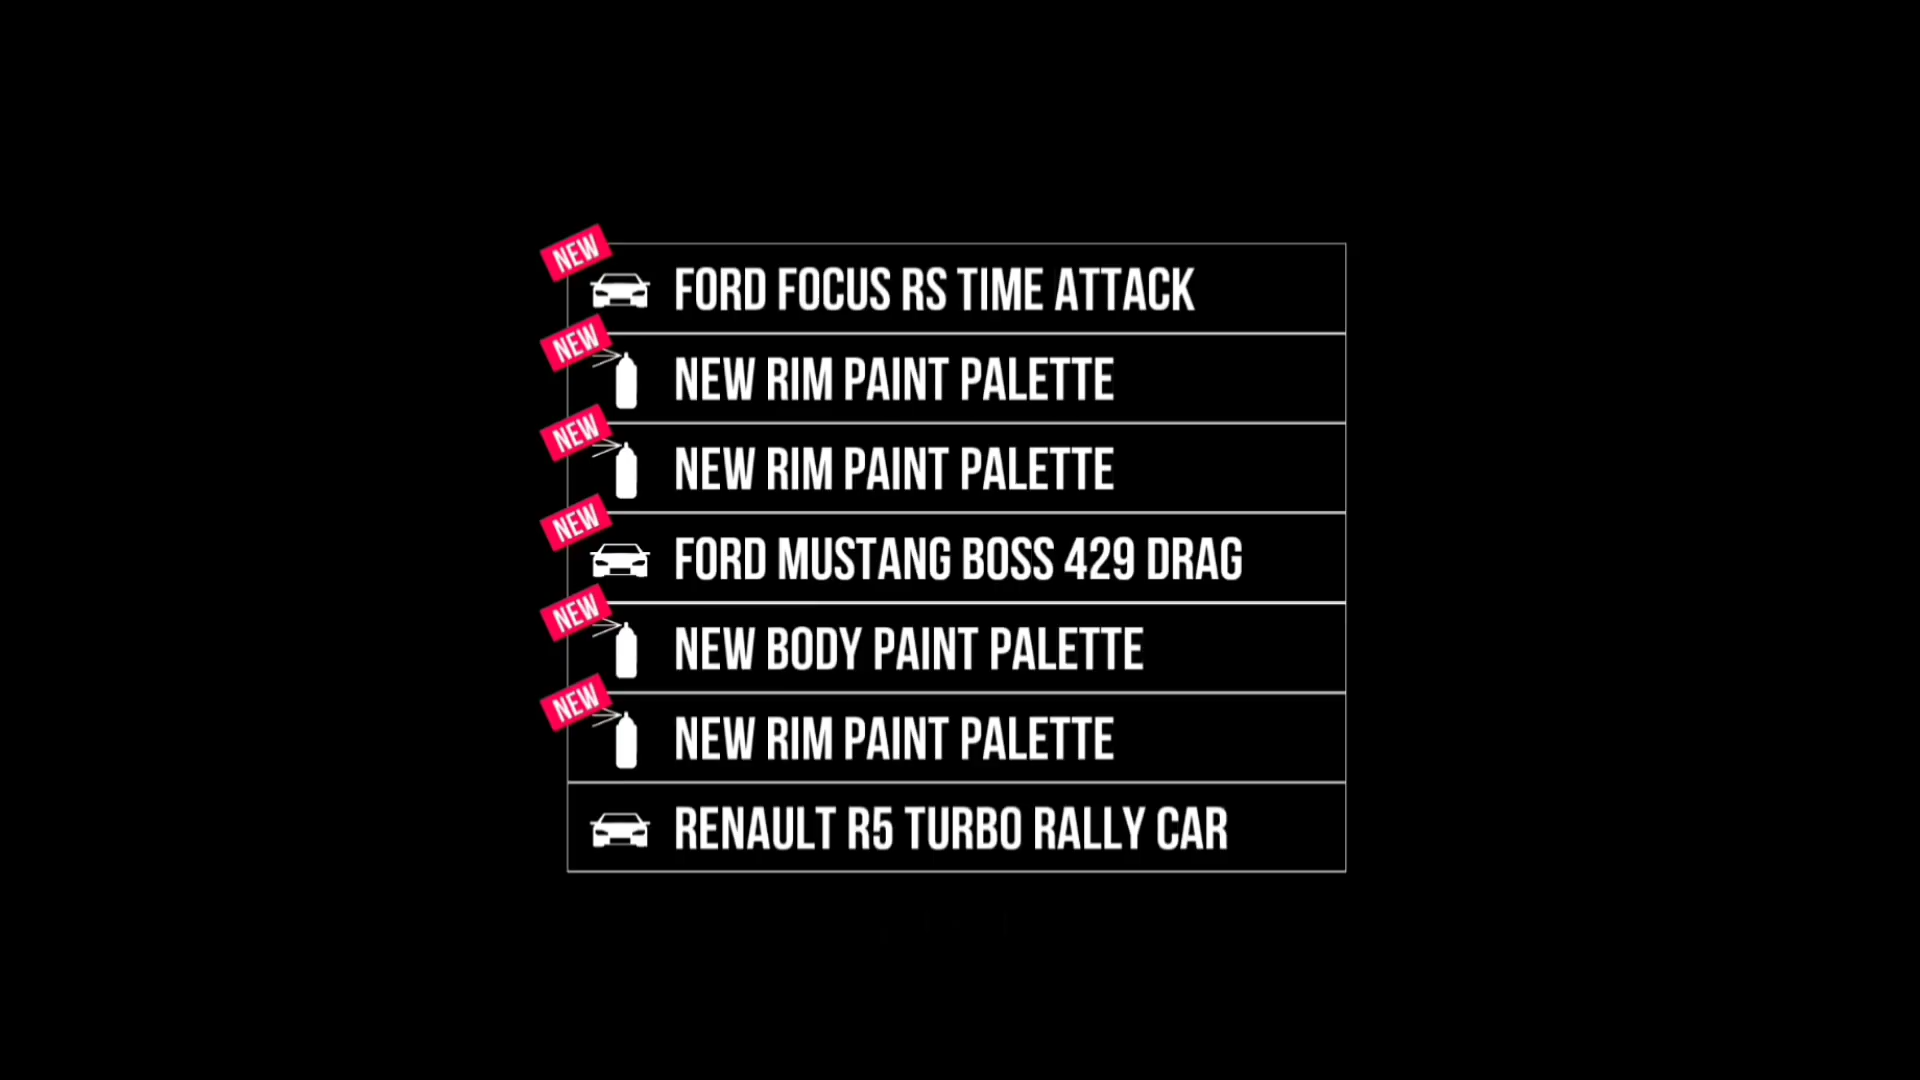 NEW
FORD FOCUS RS TIME ATTACK
NEW
NEW RIM PAINT PALETTE
NEW
NEW RIM PAINT PALETTE
NEW
FORD MUSTANG BOSS 429 DRAG
NEW
NEW BODY PAINT PALETTE
NEW
NEW RIM PAINT PALETTE
RENAULT R5 TURBO RALLY CAR